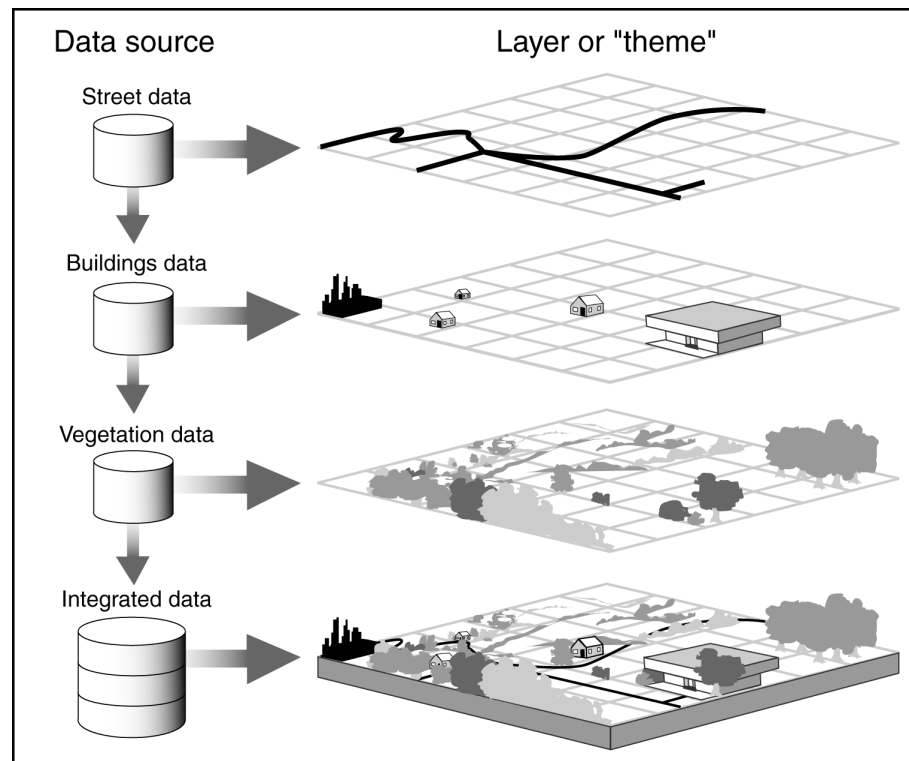 Data source
Layer or "theme"
Street data
Buildings data
Vegetation data
Integrated data